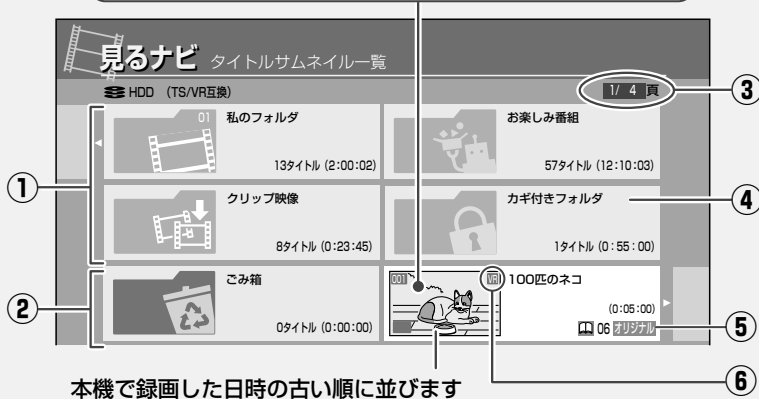 見るナビ タイトルサムネイル一覧
HDD (TS/VR互換)
1/ 4 頁
③
01 私のフォルダ
13タイトル (2:00:02)
お楽しみ番組
57タイトル (12:10:03)
①
クリップ映像
8タイトル (0:23:45)
カギ付きフォルダ
1タイトル (0:55:00)
④
②
ごみ箱
0タイトル (0:00:00)
001
VR
100匹のネコ
(0:05:00)
06 オリジナル
⑤
⑥
本機で録画した日時の古い順に並びます